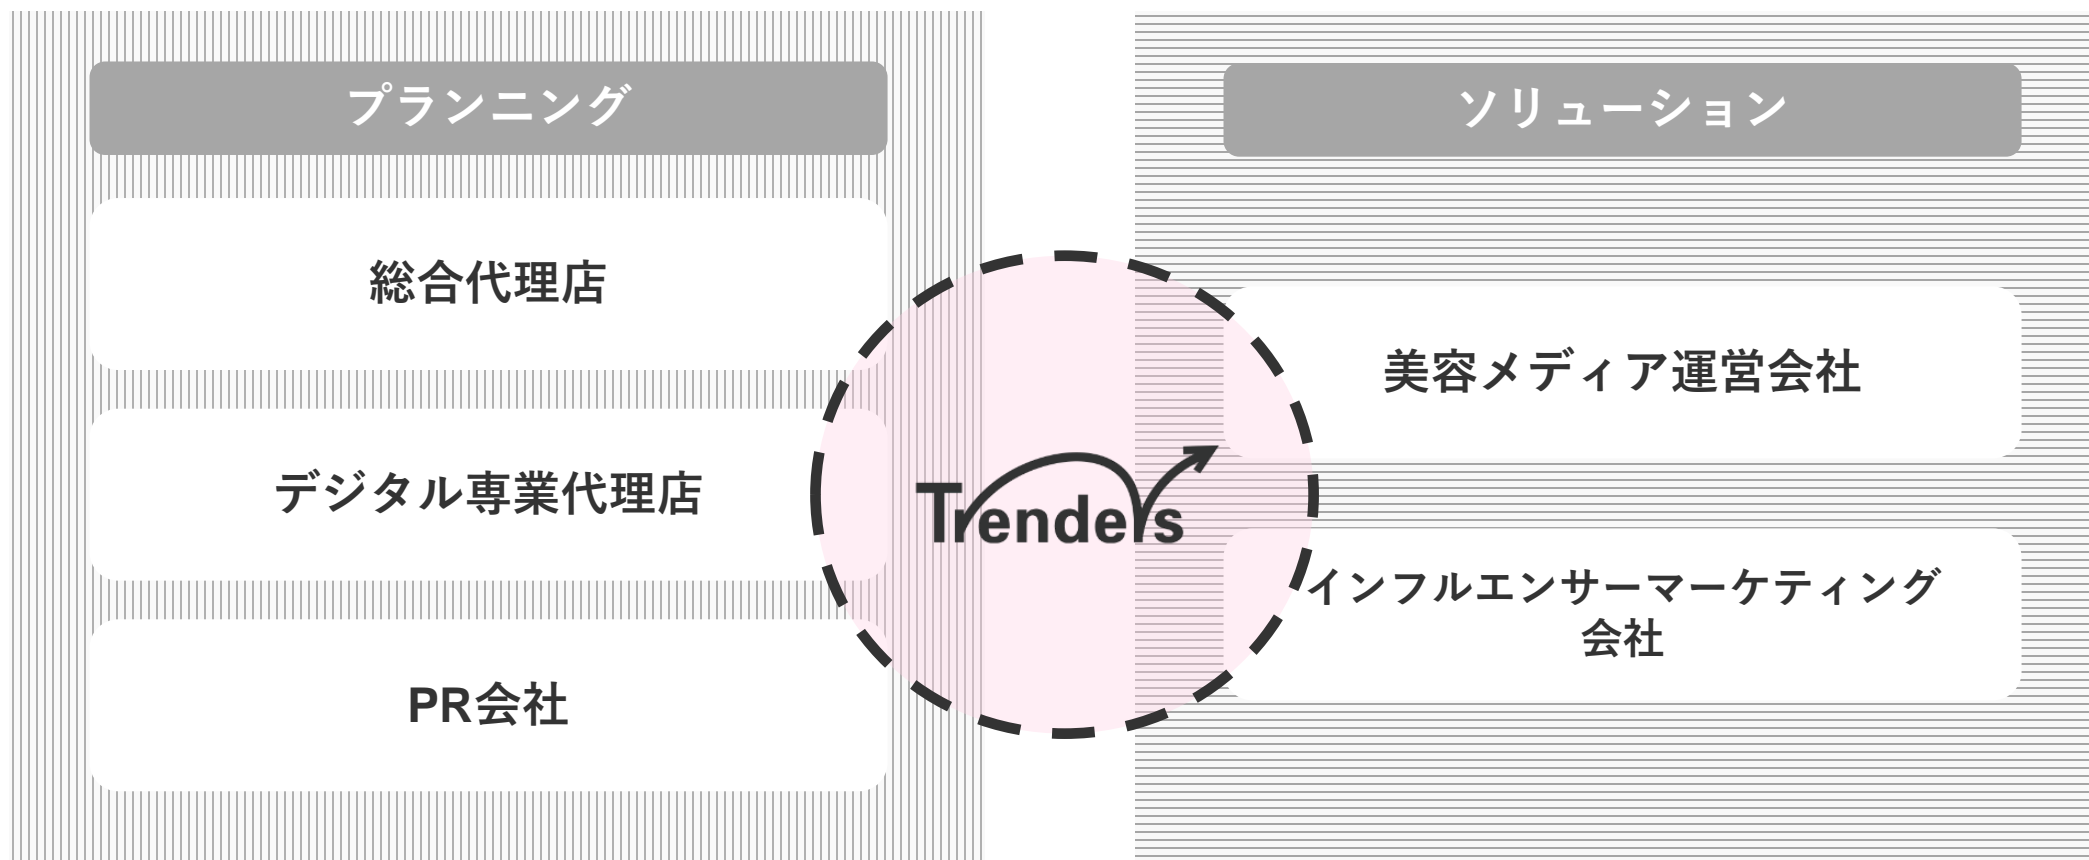 プランニング
総合代理店
デジタル専業代理店
PR会社
Trenders
ソリューション
美容メディア運営会社
インフルエンサーマーケティング
会社